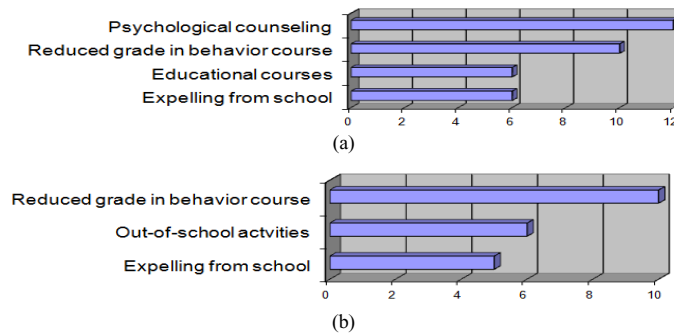 Psychological counseling
Reduced grade in behavior course
Educational courses
Expelling from school
0 2 4 6 8 10 12
(a)
Reduced grade in behavior course
Out-of-school actvities
Expelling from school
0 2 4 6 8 10
(b)